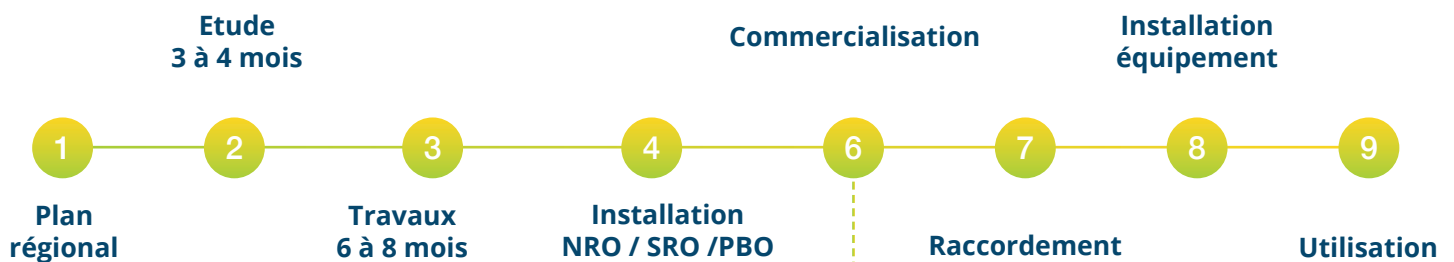 Etude
3 à 4 mois
Commercialisation
Installation
équipement
1
2
3
4
6
7
8
9
Plan
régional
Travaux
6 à 8 mois
Installation
NRO / SRO /PBO
Raccordement
Utilisation